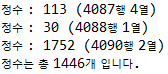 정수 : 113 (4087행 4열)
정수 : 30 (4088행 1열)
정수 : 1752 (4090행 2열)
정수는 총 1446개 입니다.